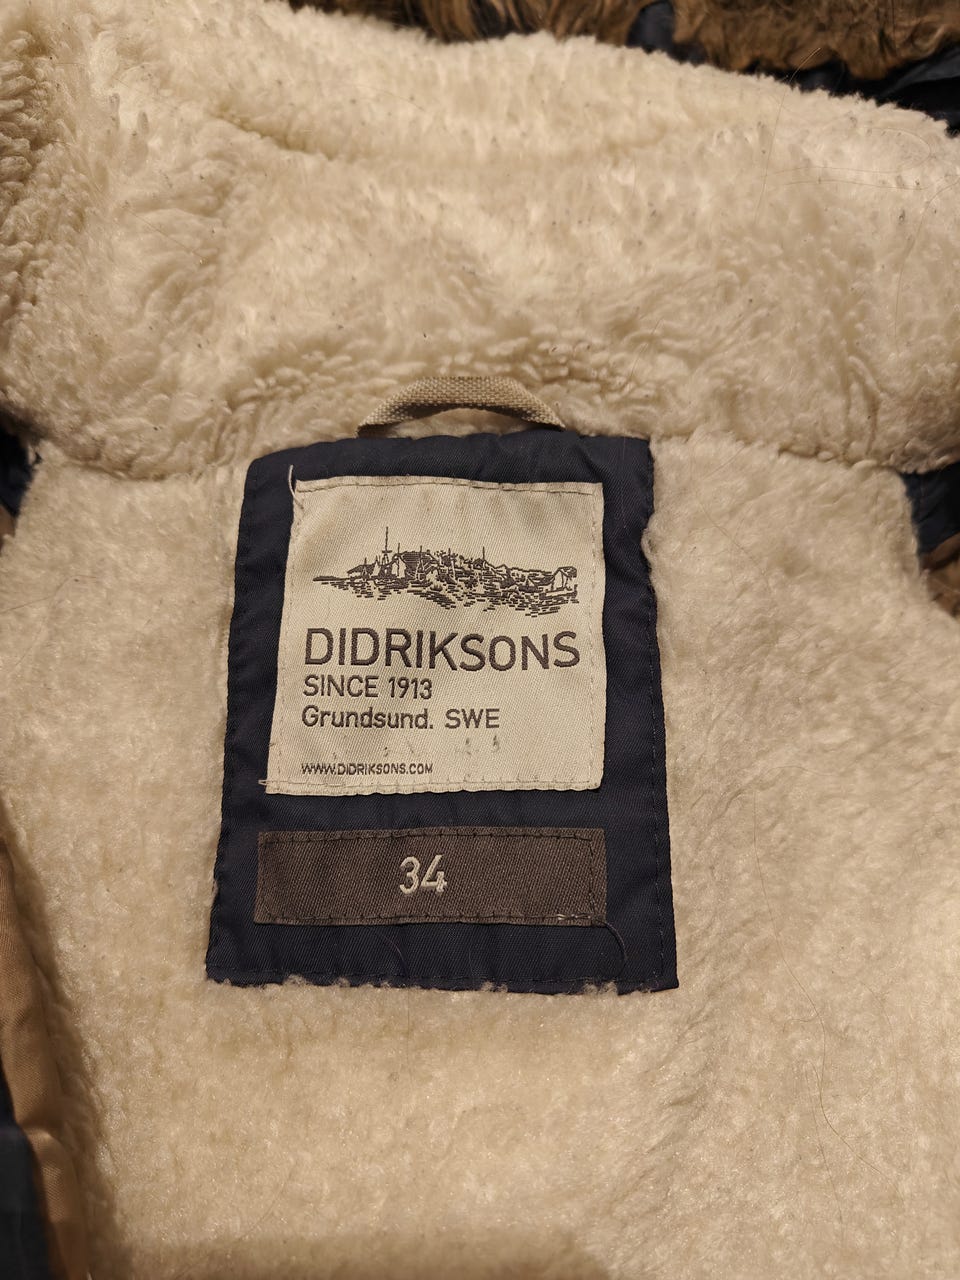 DIDRIKSONS
SINCE 1913
Grundsund. SWE
WWW.DIDRIKSONS.COM
34